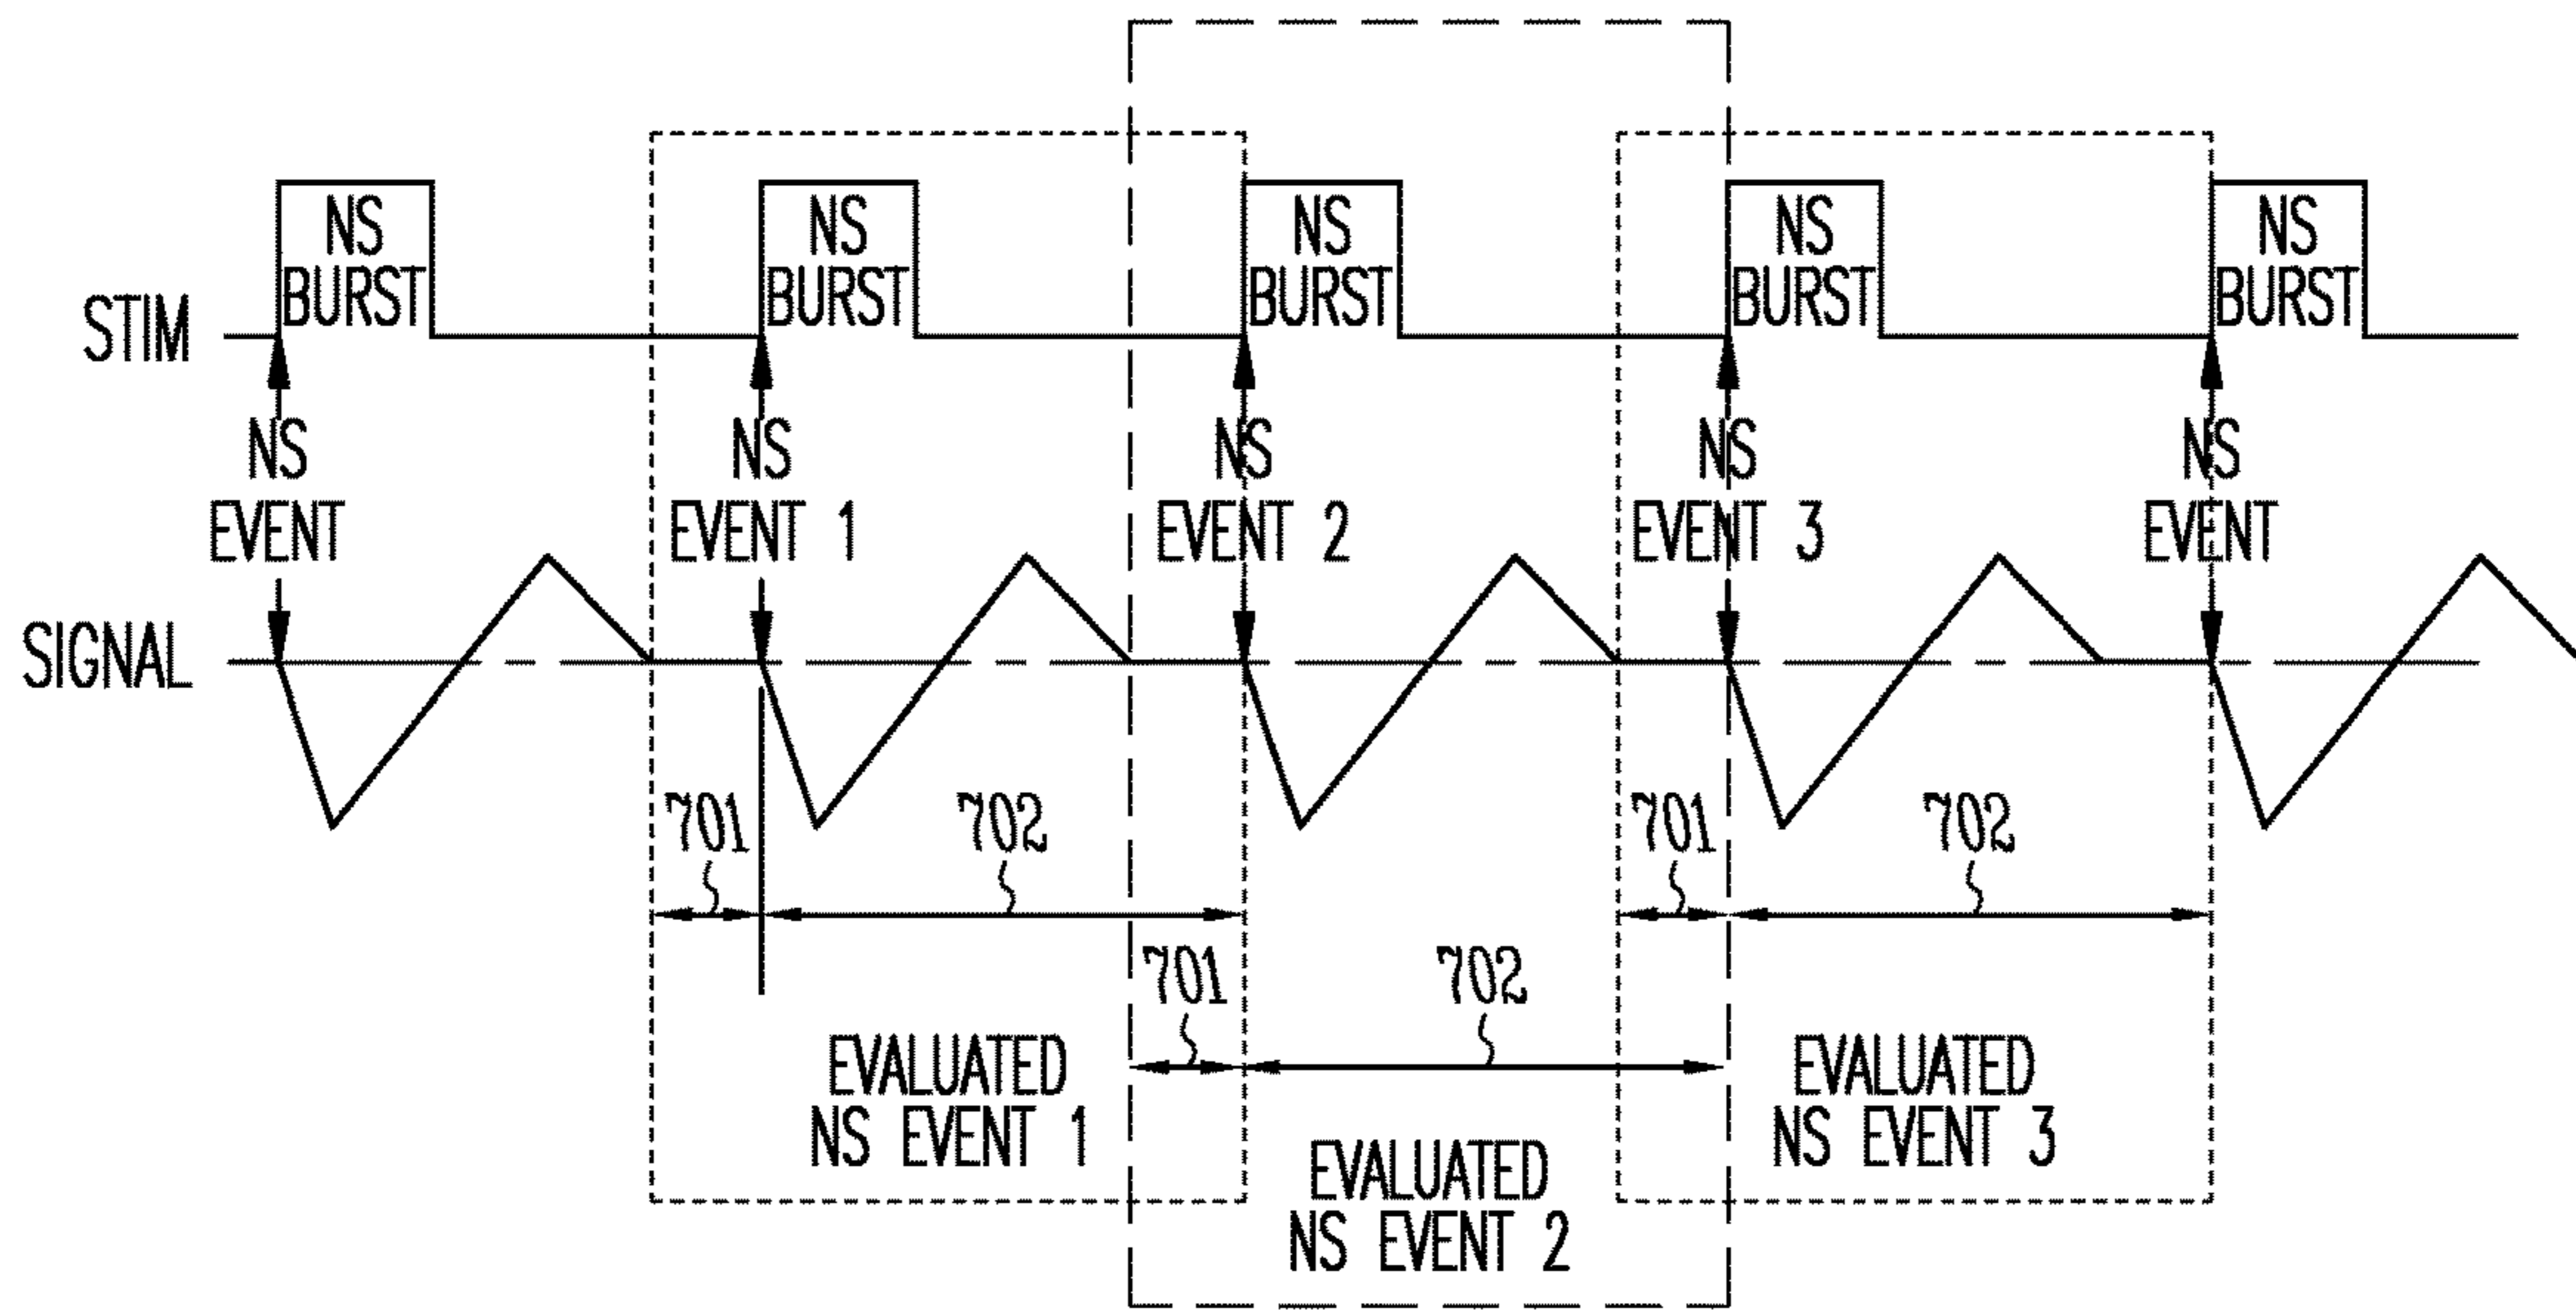 NS
BURST
NS
BURST
NS
BURST
NS
BURST
NS
BURST
STIM
NS
EVENT
NS
EVENT 1
NS
EVENT 2
NS
EVENT 3
NS
EVENT
SIGNAL
701
702
701
702
701
702
EVALUATED
NS EVENT 1
EVALUATED
NS EVENT 2
EVALUATED
NS EVENT 3